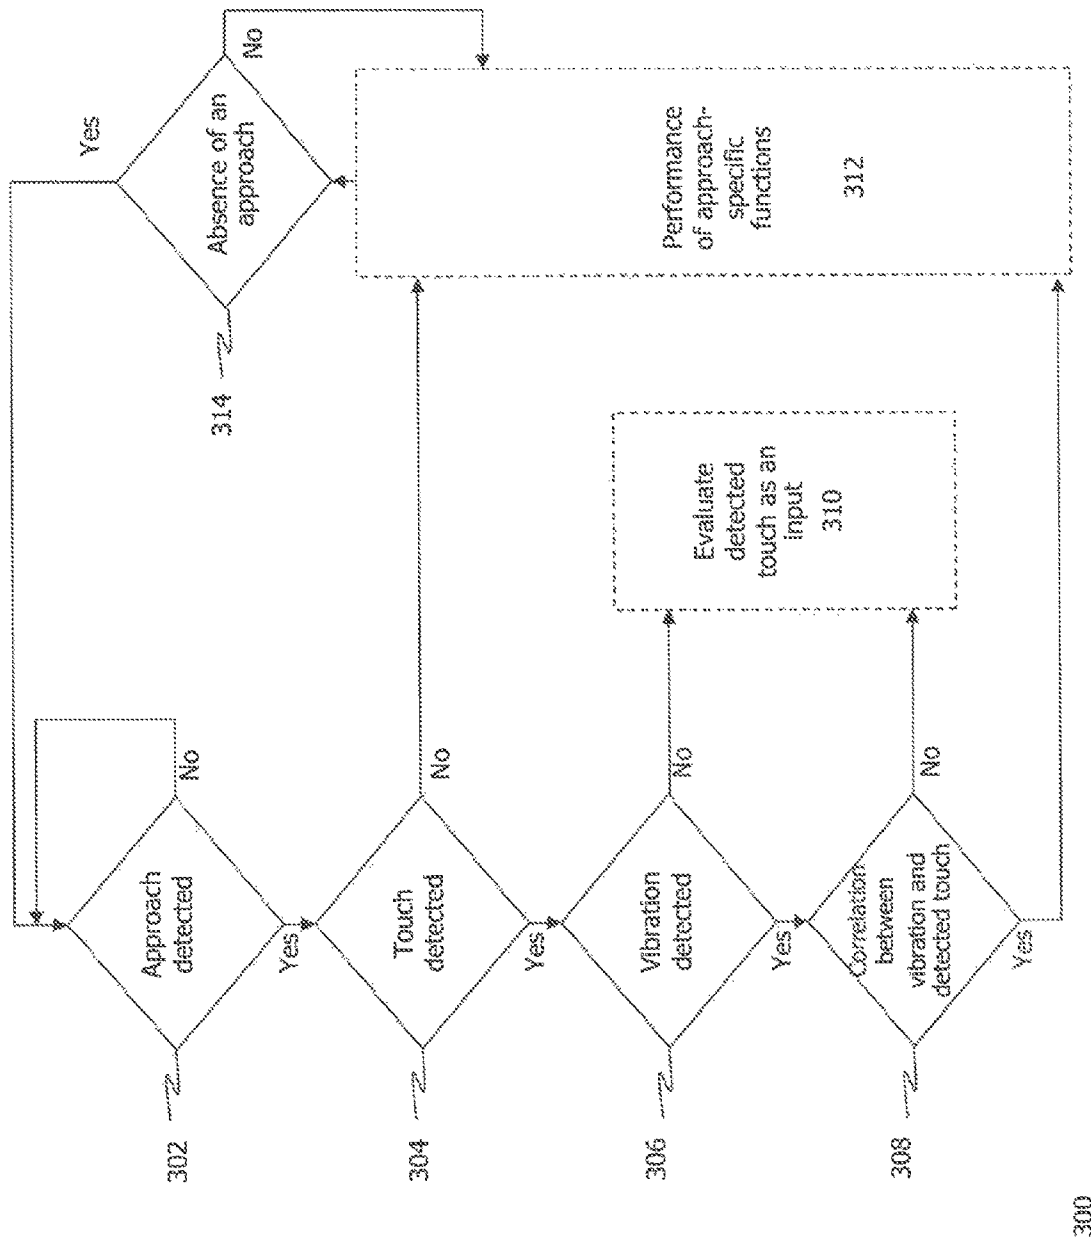 302
Approach
detected
No
Yes
314
Absence of an
approach
Yes
No
304
Touch
detected
No
Yes
306
Vibration
detected
No
Yes
308
Correlation
between
vibration and
detected touch
No
Yes
Evaluate
detected
touch as an
input
310
Performance
of approach-
specific
functions
312
300